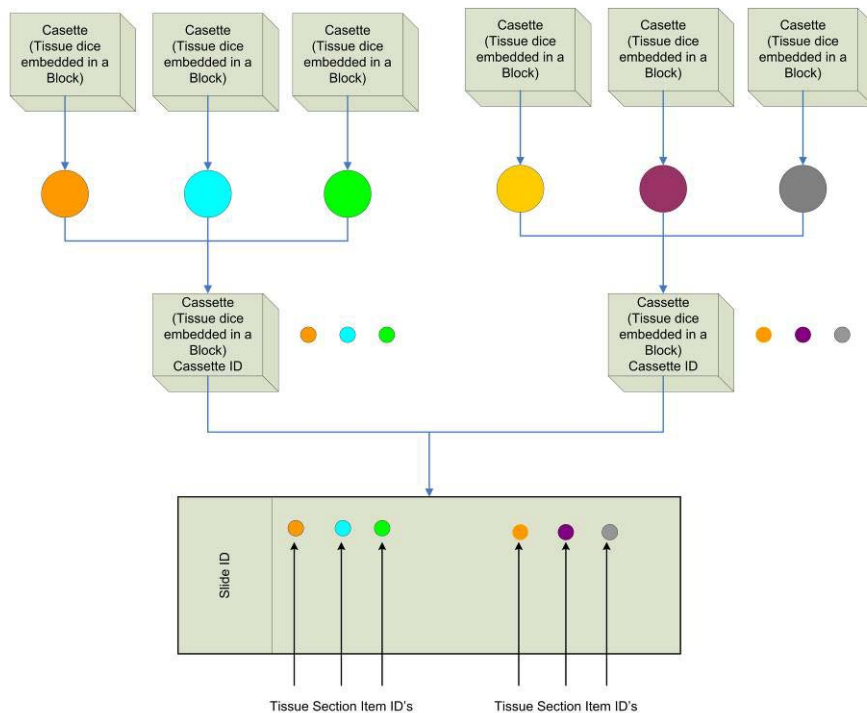 Casette
(Tissue dice
embedded in a
Block)
Casette
(Tissue dice
embedded in a
Block)
Casette
(Tissue dice
embedded in a
Block)
Casette
(Tissue dice
embedded in a
Block)
Casette
(Tissue dice
embedded in a
Block)
Casette
(Tissue dice
embedded in a
Block)
Cassette
(Tissue dice
embedded in a
Block)
Cassette ID
Cassette
(Tissue dice
embedded in a
Block)
Cassette ID
Slide ID
Tissue Section Item ID's
Tissue Section Item ID's